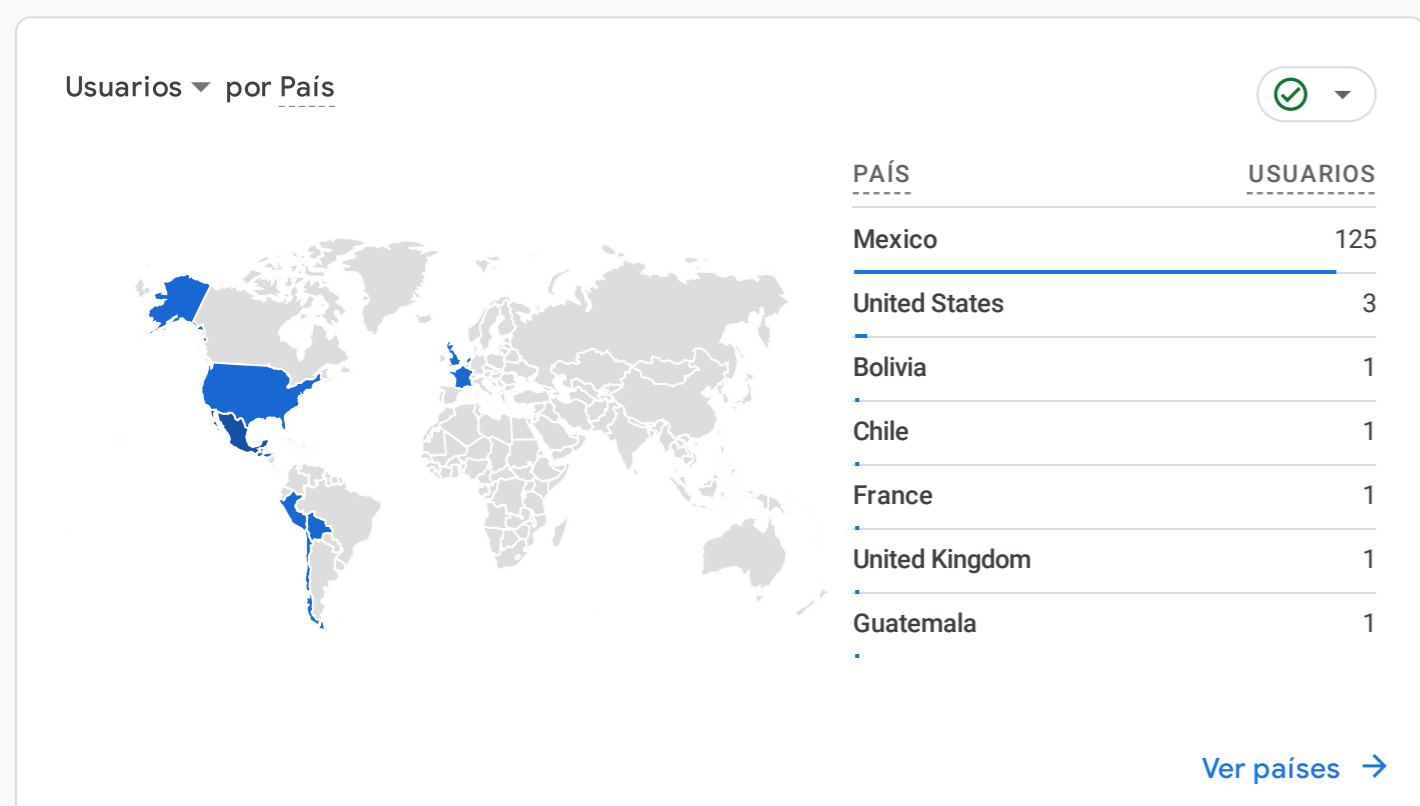 Usuarios por País
PAÍS USUARIOS
Mexico 125
United States 3
Bolivia 1
Chile 1
France 1
United Kingdom 1
Guatemala 1
Ver países